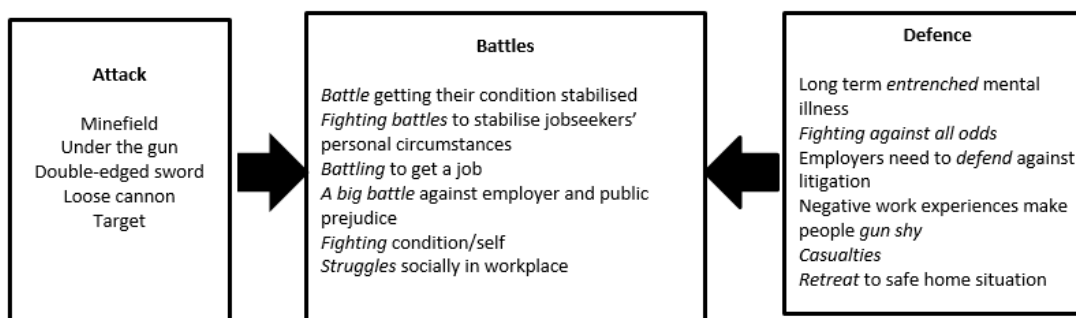 Attack
Minefield
Under the gun
Double-edged sword
Loose cannon
Target
Battles
Battle getting their condition stabilised
Fighting battles to stabilise jobseekers’
personal circumstances
Battling to get a job
A big battle against employer and public
prejudice
Fighting condition/self
Struggles socially in workplace
Defence
Long term entrenched mental
illness
Fighting against all odds
Employers need to defend against
litigation
Negative work experiences make
people gun shy
Casualties
Retreat to safe home situation